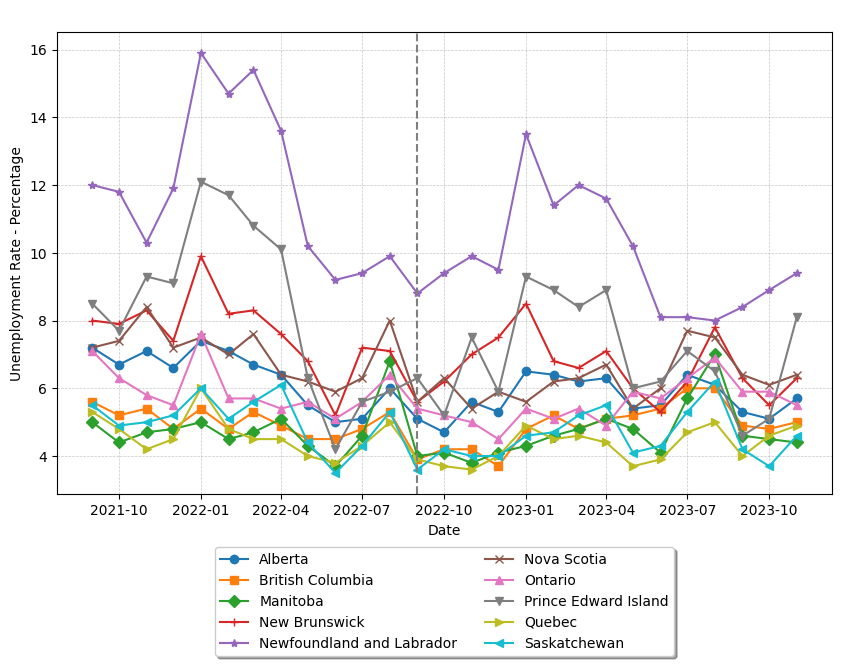 16
14
12
10
8
6
4
Unemployment Rate - Percentage
2021-10 2022-01 2022-04 2022-07 2022-10 2023-01 2023-04 2023-07 2023-10
Date
Alberta
British Columbia
Manitoba
New Brunswick
Newfoundland and Labrador
Nova Scotia
Ontario
Prince Edward Island
Quebec
Saskatchewan